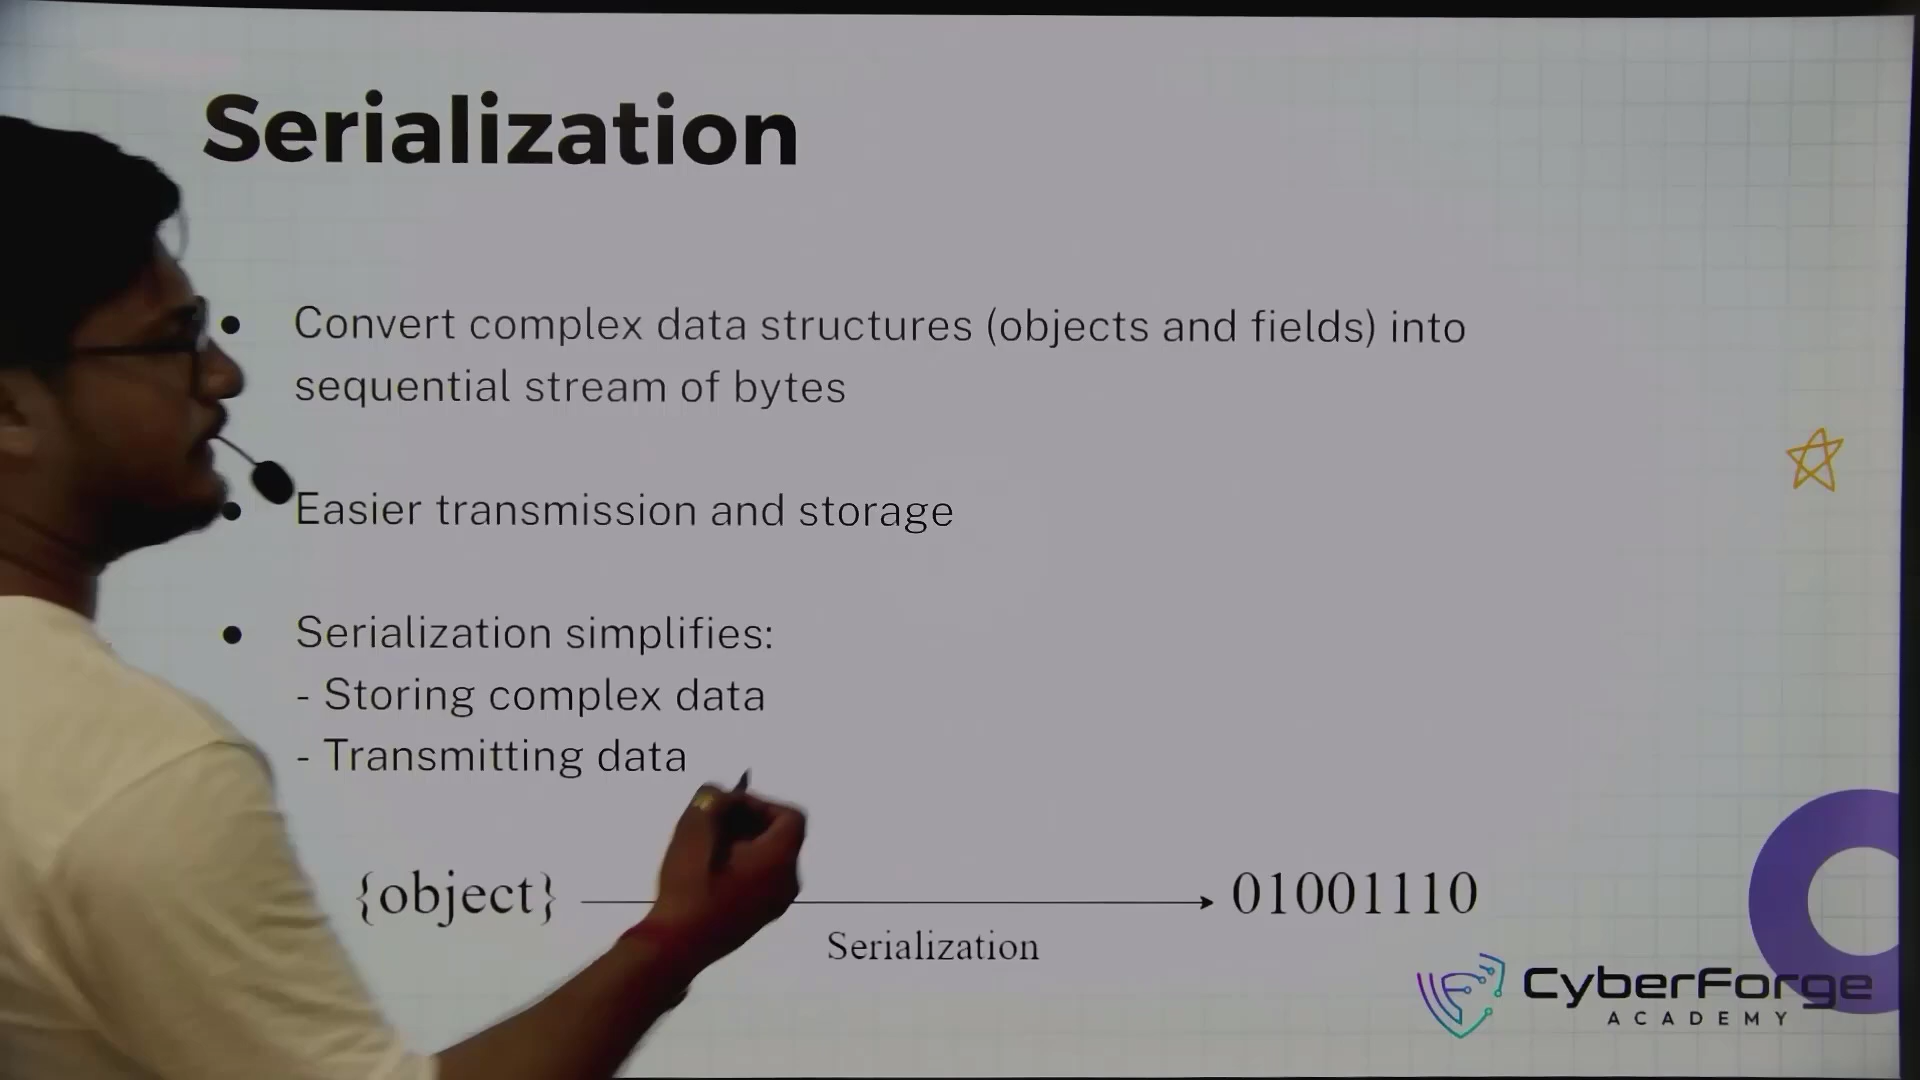 Serialization
● Convert complex data structures (objects and fields) into
sequential stream of bytes
● Easier transmission and storage
● Serialization simplifies:
- Storing complex data
- Transmitting data
{object}
Serialization
01001110
CyberForge
ACADEMY